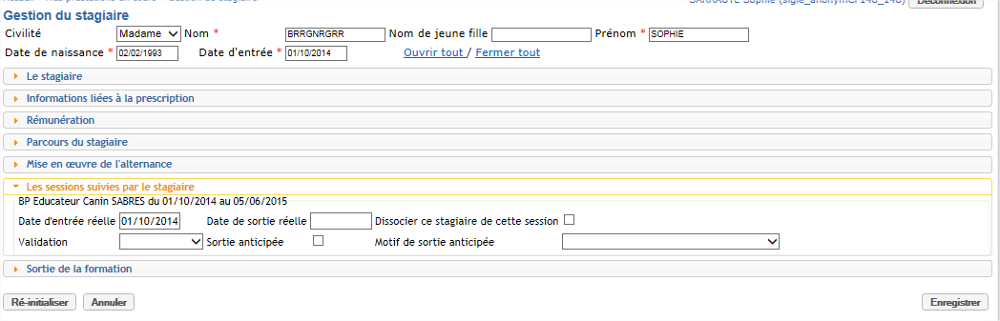 Gestion du stagiaire
Déconnexion
Civilité Madame Nom * BRRGNRGRR Nom de jeune fille Prénom * SOPHIE
Date de naissance * 02/02/1993 Date d'entrée * 01/10/2014 Ouvrir tout / Fermer tout
Le stagiaire
Informations liées à la prescription
Rémunération
Parcours du stagiaire
Mise en œuvre de l'alternance
Les sessions suivies par le stagiaire
BP Educateur Canin SABRES du 01/10/2014 au 05/06/2015
Date d'entrée réelle 01/10/2014 Date de sortie réelle Dissocier ce stagiaire de cette session
Validation Sortie anticipée Motif de sortie anticipée
Sortie de la formation
Ré-initialiser Annuler Enregistrer